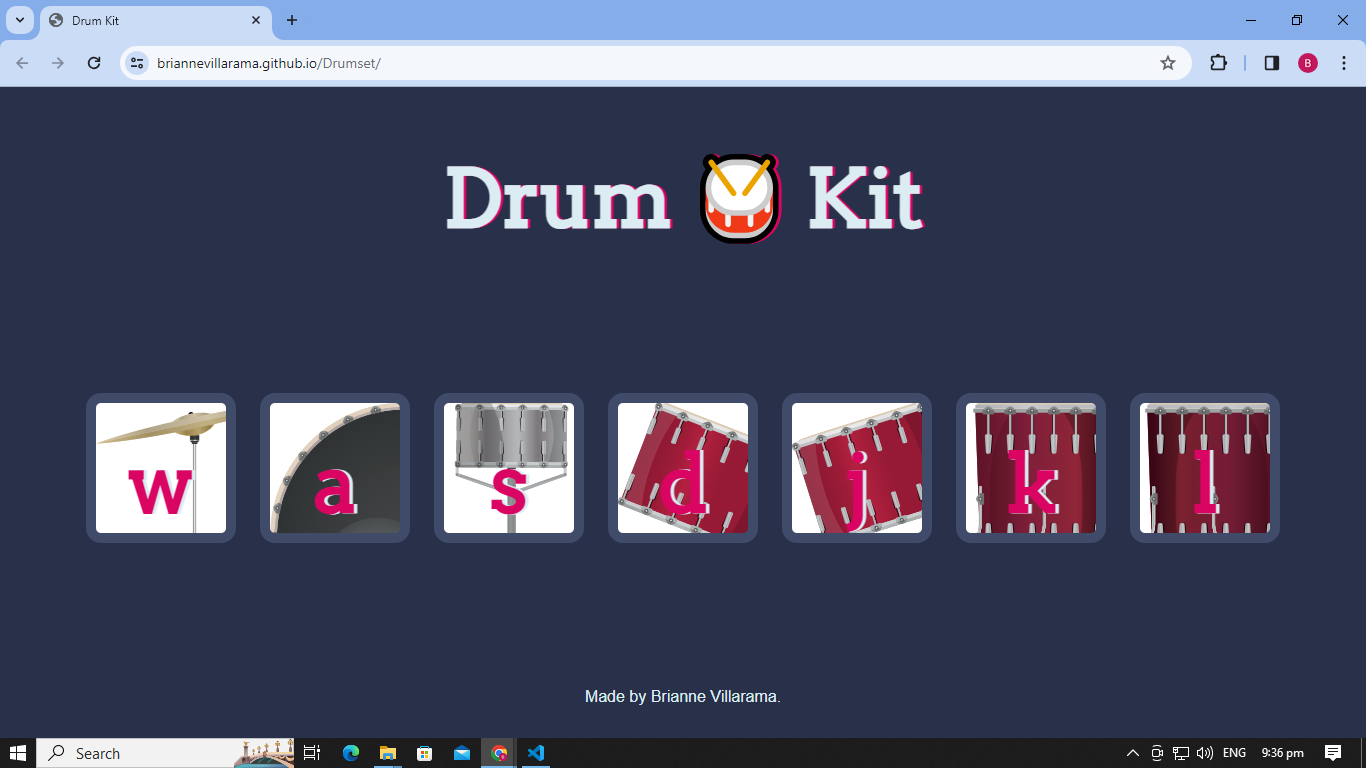 Drum Kit
briannevillarama.github.io/Drumset/
B
Drum 🥁 Kit
w a s d j k l
Made by Brianne Villarama.
Search
ENG
9:36 pm